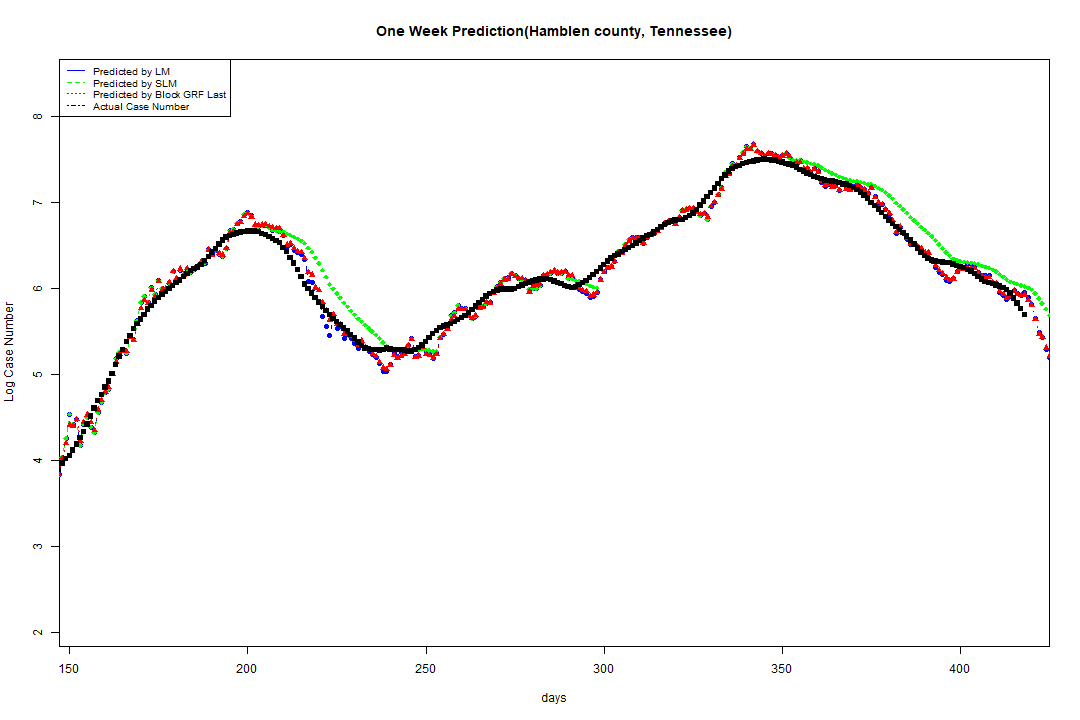 One Week Prediction(Hamblen county, Tennessee)
Predicted by LM
Predicted by SLM
Predicted by Block GRF Last
Actual Case Number
8
7
6
5
4
3
2
Log Case Number
150 200 250 300 350 400
days